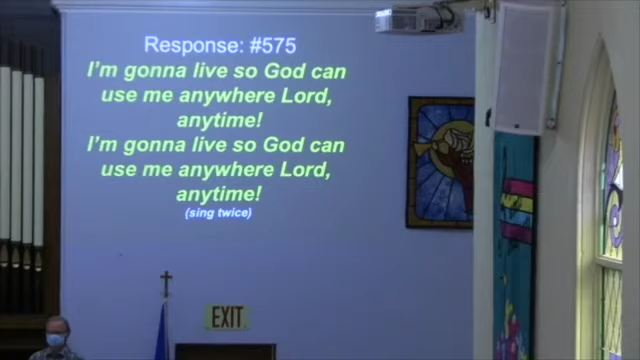 Response: #575
I'm gonna live so God can
use me anywhere Lord,
anytime!
I'm gonna live so God can
use me anywhere Lord,
anytime!
(sing twice)
EXIT